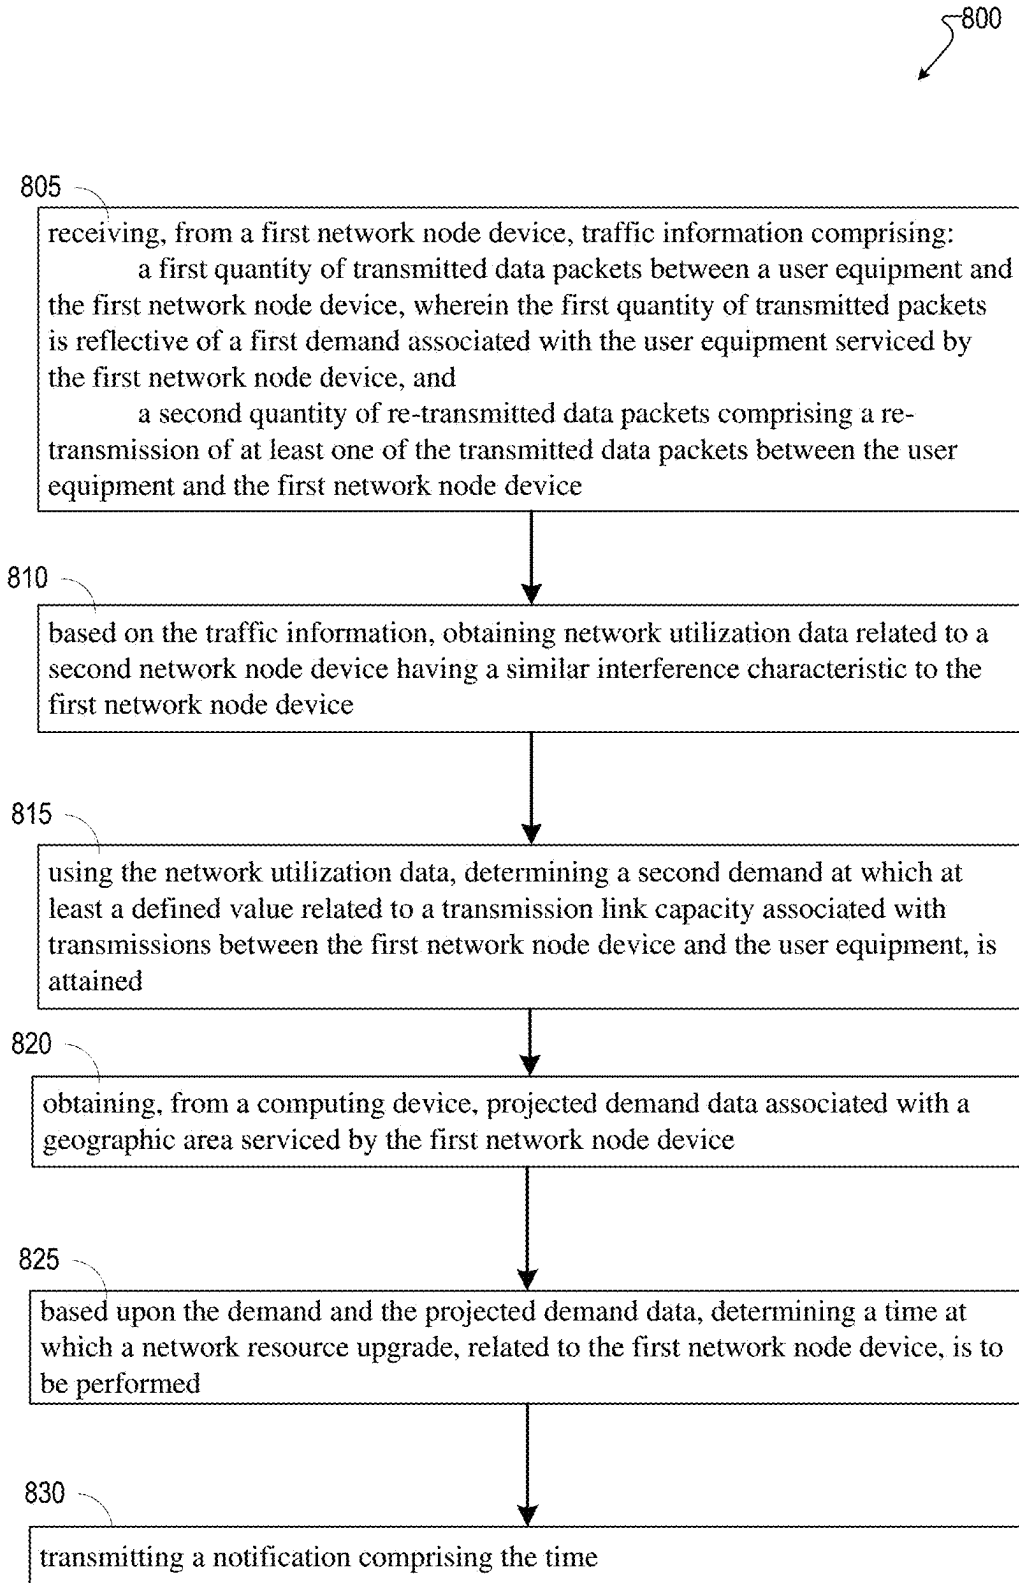 800
805
receiving, from a first network node device, traffic information comprising:
a first quantity of transmitted data packets between a user equipment and
the first network node device, wherein the first quantity of transmitted packets
is reflective of a first demand associated with the user equipment serviced by
the first network node device, and
a second quantity of re-transmitted data packets comprising a re-
transmission of at least one of the transmitted data packets between the user
equipment and the first network node device
810
based on the traffic information, obtaining network utilization data related to a
second network node device having a similar interference characteristic to the
first network node device
815
using the network utilization data, determining a second demand at which at
least a defined value related to a transmission link capacity associated with
transmissions between the first network node device and the user equipment, is
attained
820
obtaining, from a computing device, projected demand data associated with a
geographic area serviced by the first network node device
825
based upon the demand and the projected demand data, determining a time at
which a network resource upgrade, related to the first network node device, is to
be performed
830
transmitting a notification comprising the time